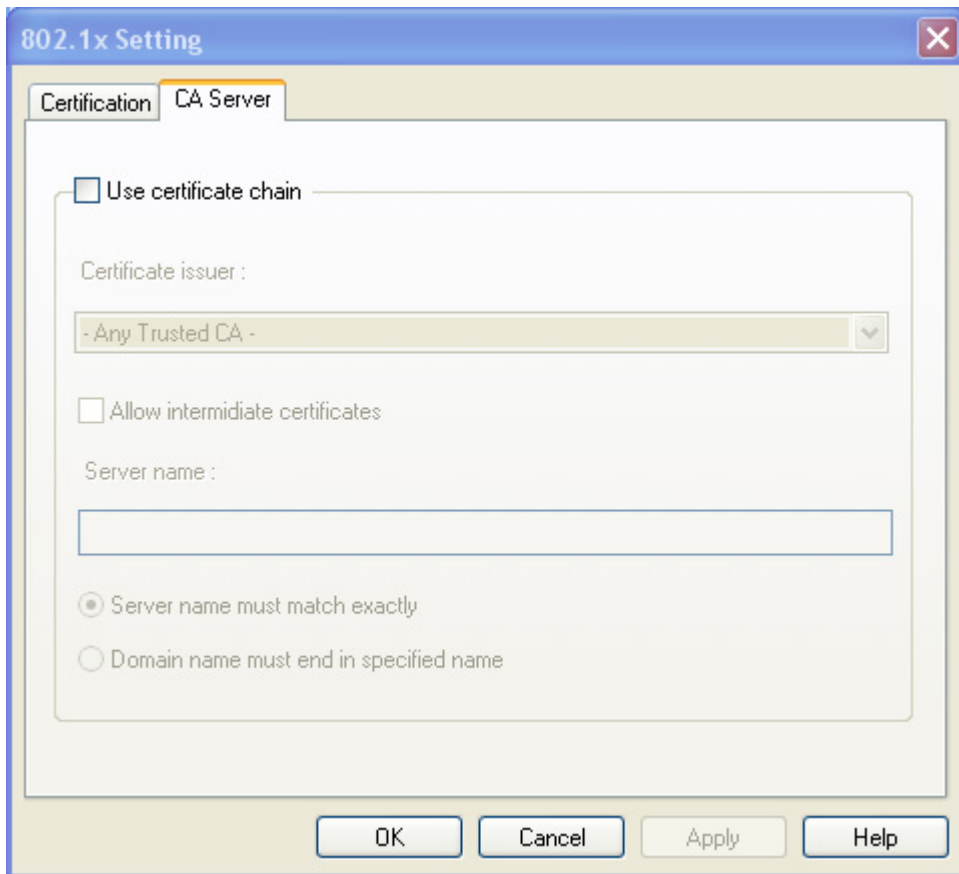 802.1x Setting
Certification
CA Server
Use certificate chain
Certificate issuer :
- Any Trusted CA -
Allow intermidiate certificates
Server name :
Server name must match exactly
Domain name must end in specified name
OK
Cancel
Apply
Help